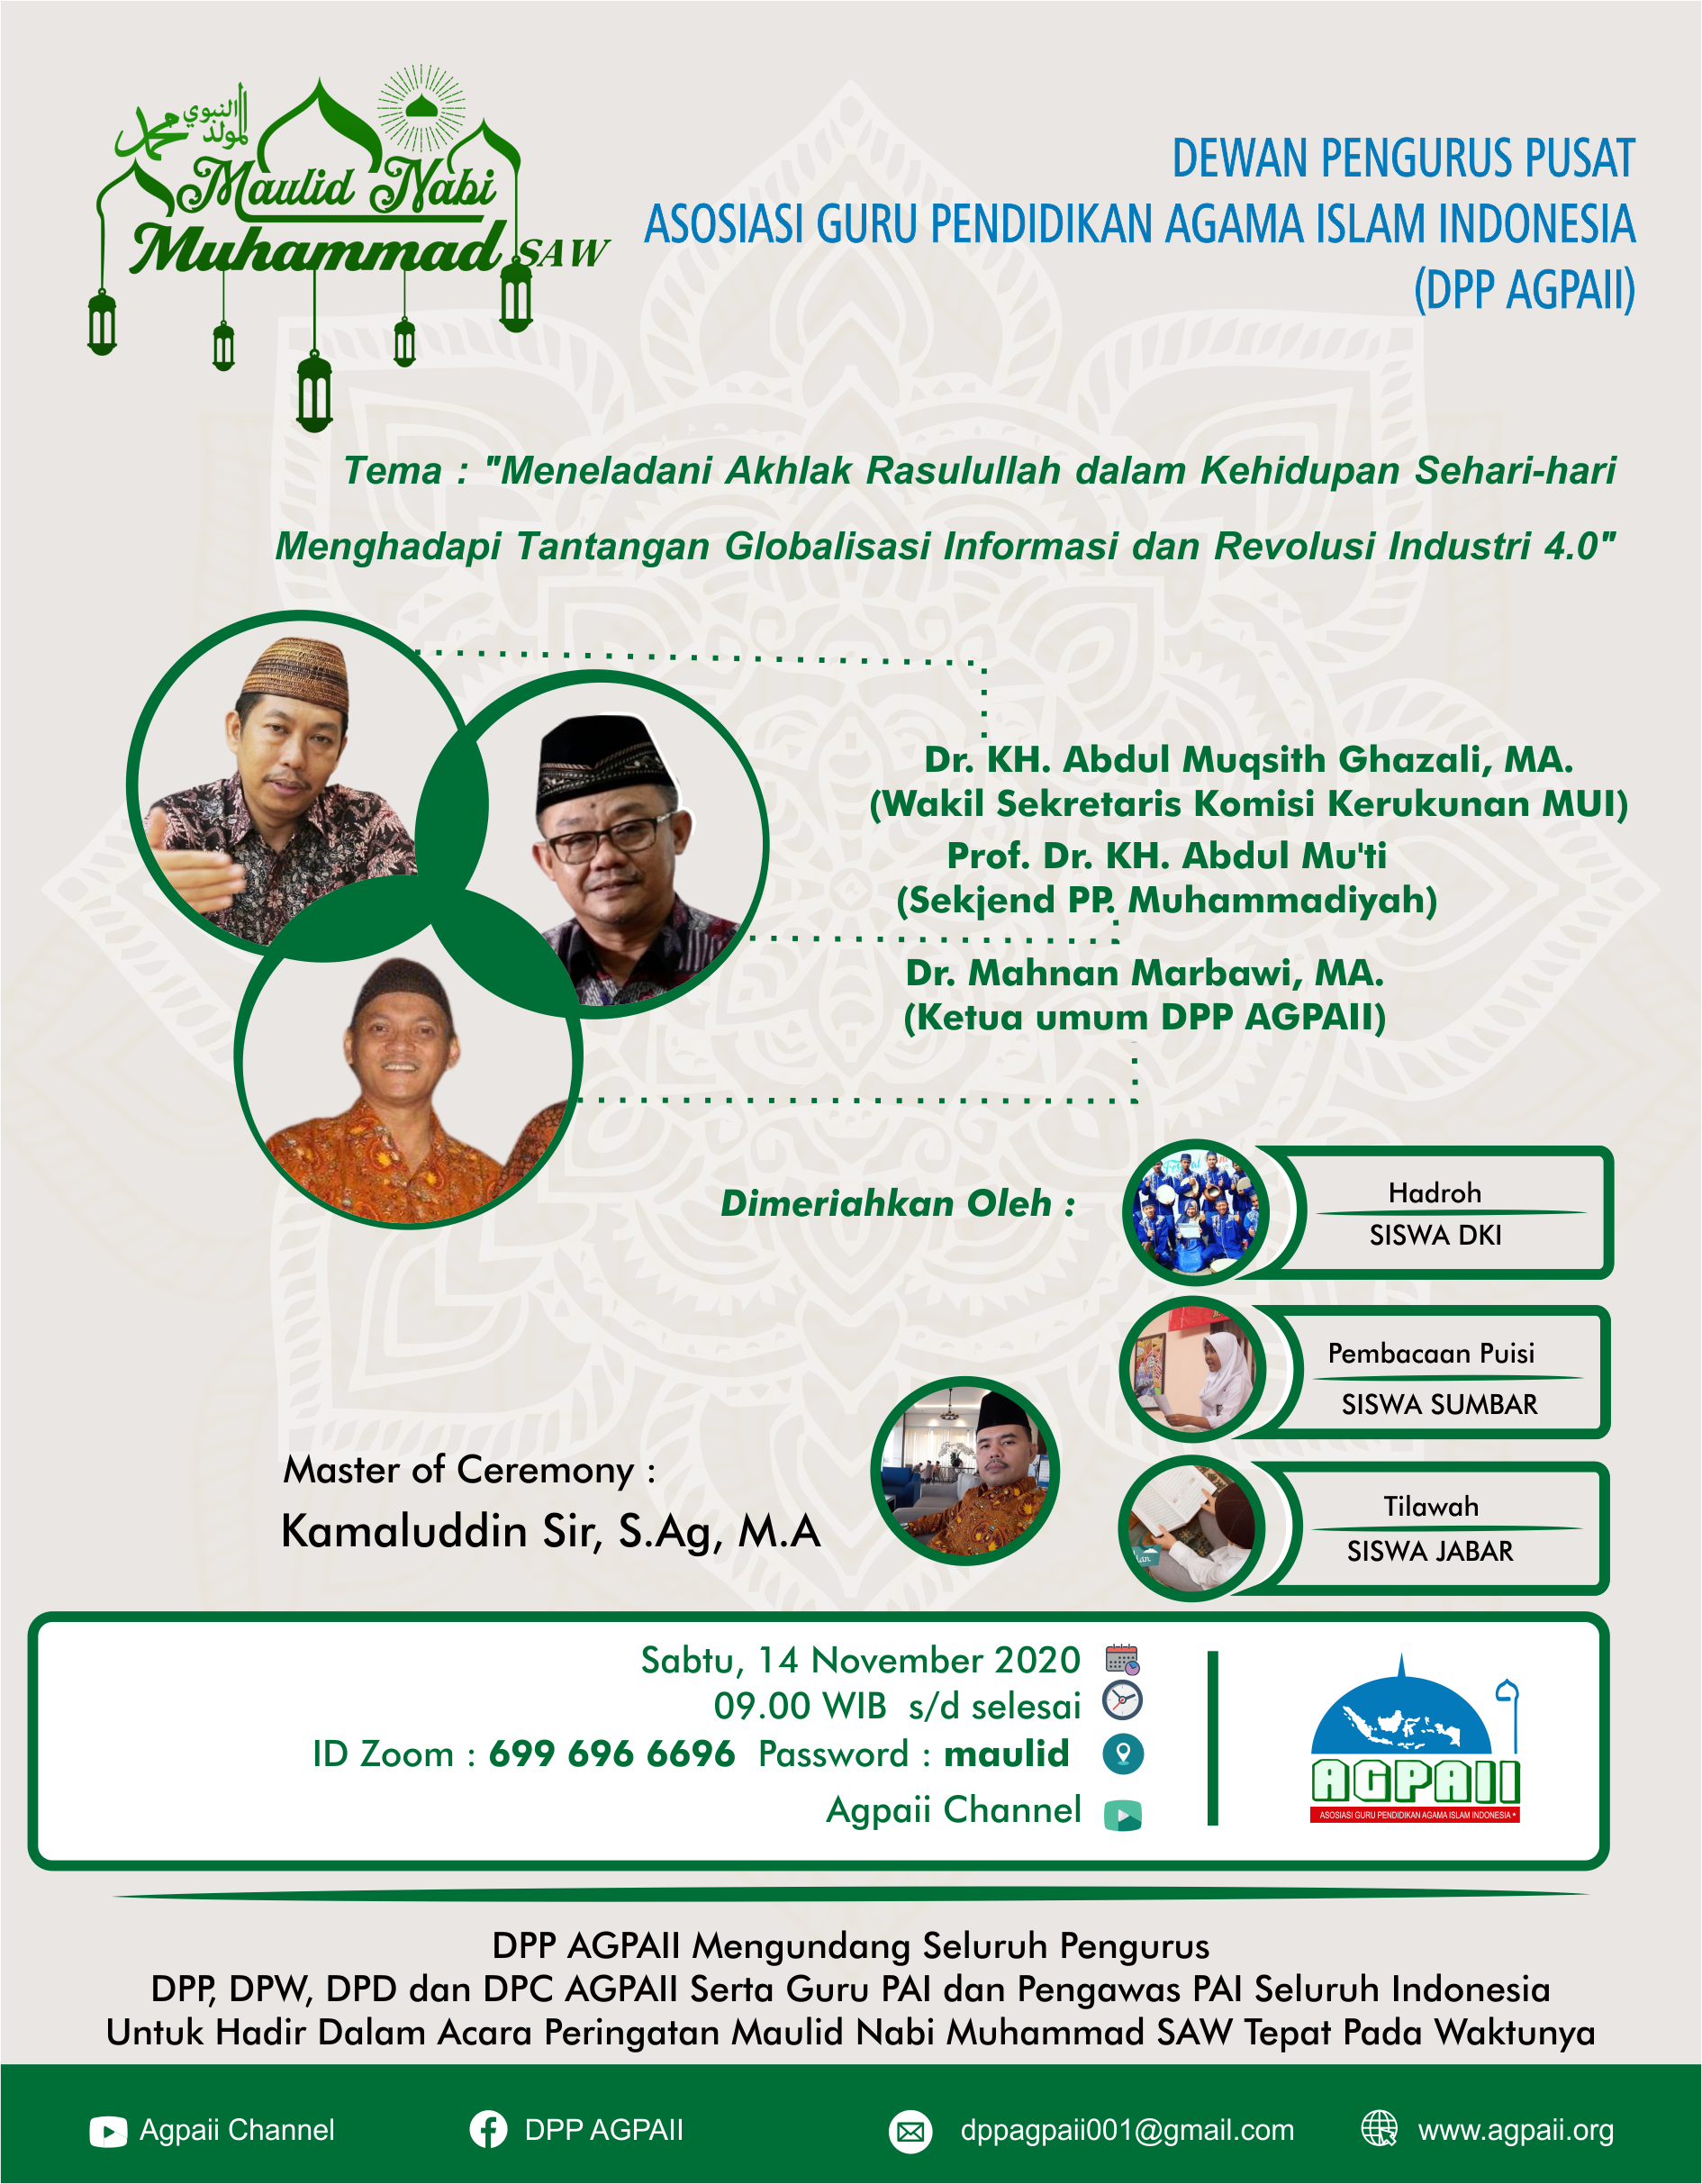 محمد
المولد النبوي
Maulid Nabi
Muhammad SAW
DEWAN PENGURUS PUSAT
ASOSIASI GURU PENDIDIKAN AGAMA ISLAM INDONESIA
(DPP AGPAII)
Tema : "Meneladani Akhlak Rasulullah dalam Kehidupan Sehari-hari
Menghadapi Tantangan Globalisasi Informasi dan Revolusi Industri 4.0"
Dr. KH. Abdul Muqsith Ghazali, MA.
(Wakil Sekretaris Komisi Kerukunan MUI)
Prof. Dr. KH. Abdul Mu'ti
(Sekjend PP. Muhammadiyah)
Dr. Mahnan Marbawi, MA.
(Ketua umum DPP AGPAII)
Dimeriahkan Oleh :
Hadroh
SISWA DKI
Pembacaan Puisi
SISWA SUMBAR
Tilawah
SISWA JABAR
Master of Ceremony :
Kamaluddin Sir, S.Ag, M.A
Sabtu, 14 November 2020
09.00 WIB s/d selesai
ID Zoom : 699 696 6696 Password : maulid
Agpaii Channel
AGPAII
ASOSIASI GURU PENDIDIKAN AGAMA ISLAM INDONESIA *
DPP AGPAII Mengundang Seluruh Pengurus
DPP, DPW, DPD dan DPC AGPAII Serta Guru PAI dan Pengawas PAI Seluruh Indonesia
Untuk Hadir Dalam Acara Peringatan Maulid Nabi Muhammad SAW Tepat Pada Waktunya
Agpaii Channel
DPP AGPAII
dppagpaii001@gmail.com
www.agpaii.org